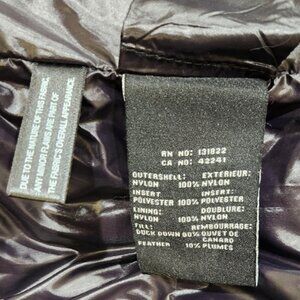 DUE TO THE NATURE OF THIS FABRIC,
ANY MINOR FLAWS ARE PART OF
THE FABRIC'S OVERALL APPEARANCE.
RN NO: 131822
CA NO: 42241
OUTERSHELL: EXTÉRIEUR:
NYLON 100% NYLON
INSERT INSERT:
POLYESTER 100% POLYESTER
LINING: DOUBLURE:
NYLON 100% NYLON
FILL: REMBOURRAGE:
DUCK DOWN 90% DUVET DE
CANARD
FEATHER 10% PLUMES